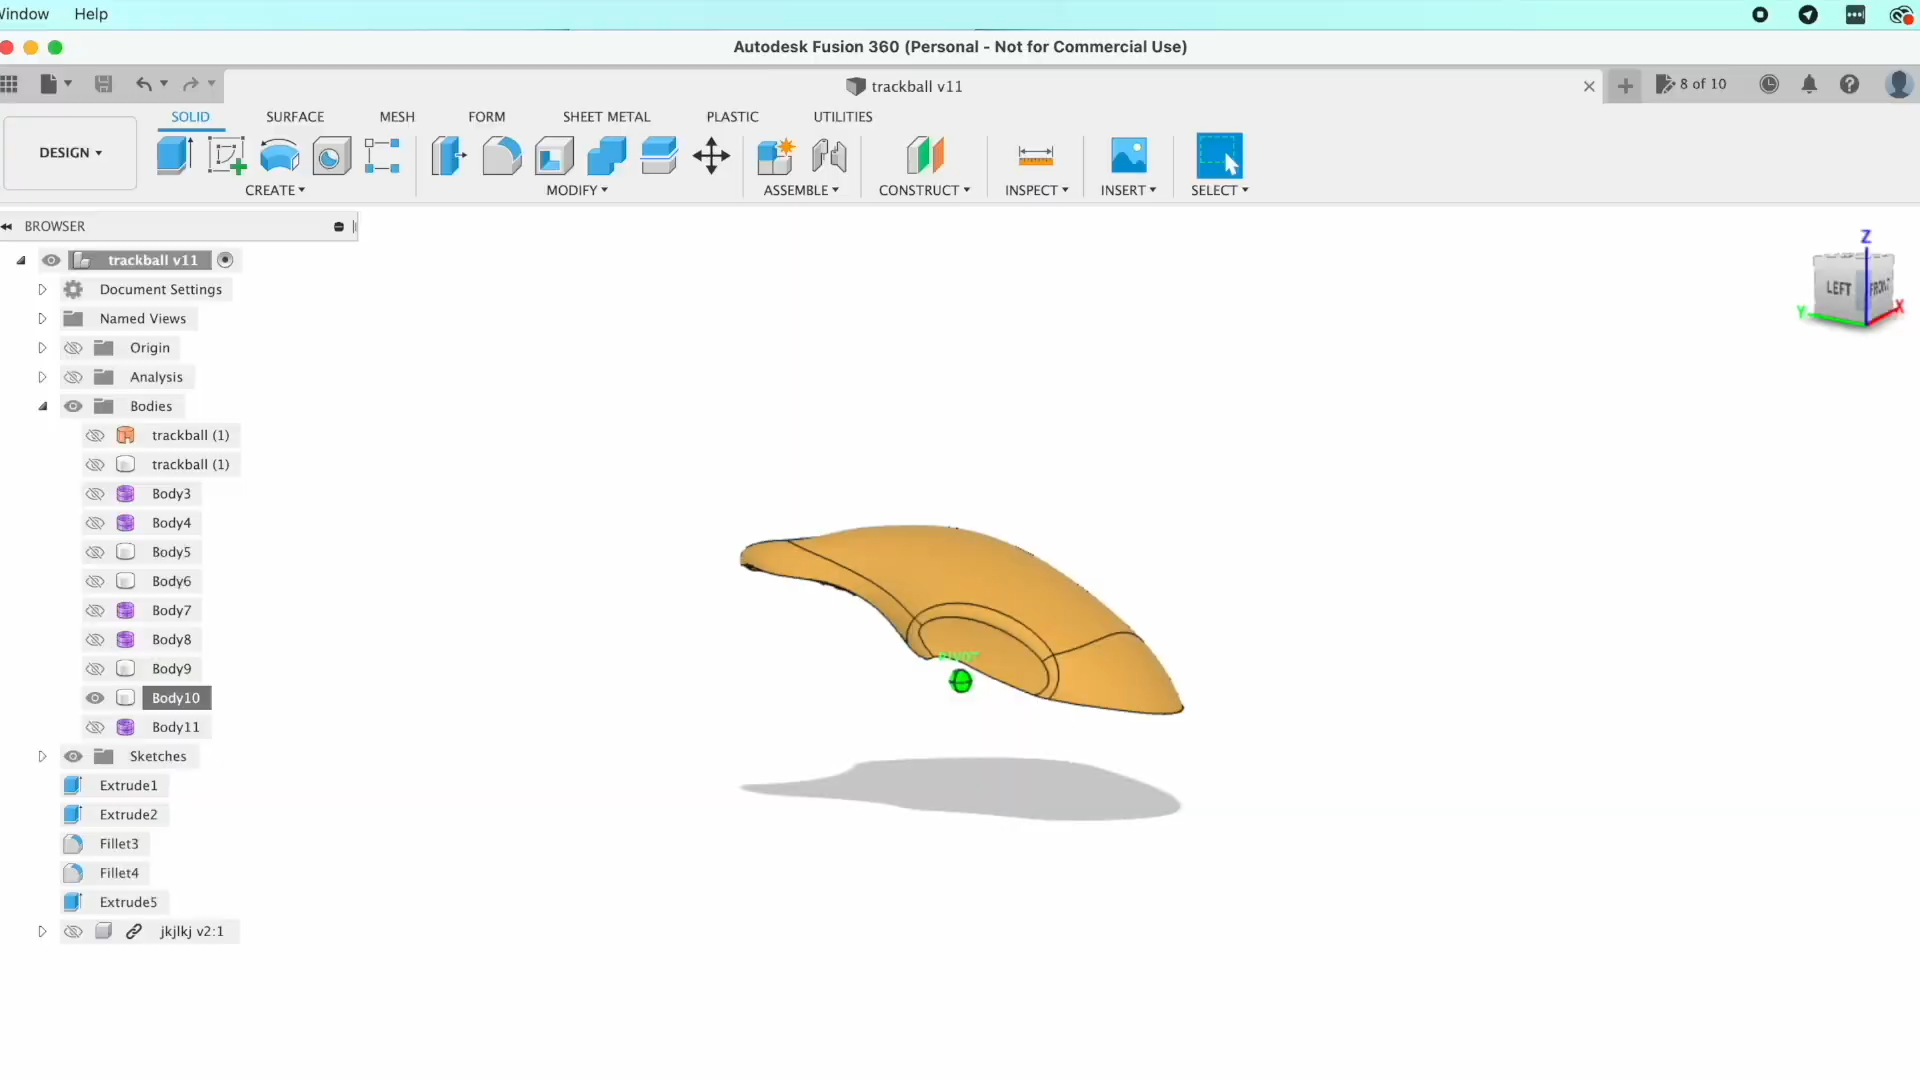 Window Help
Autodesk Fusion 360 (Personal - Not for Commercial Use)
trackball v11
8 of 10
SOLID SURFACE MESH FORM SHEET METAL PLASTIC UTILITIES
DESIGN
CREATE MODIFY ASSEMBLE CONSTRUCT INSPECT INSERT SELECT
BROWSER
trackball v11
Document Settings
Named Views
Origin
Analysis
Bodies
trackball (1)
trackball (1)
Body3
Body4
Body5
Body6
Body7
Body8
Body9
Body10
Body11
Sketches
Extrude1
Extrude2
Fillet3
Fillet4
Extrude5
jkjlkj v2:1
PIVOT
Z
LEFT FRONT
Y X